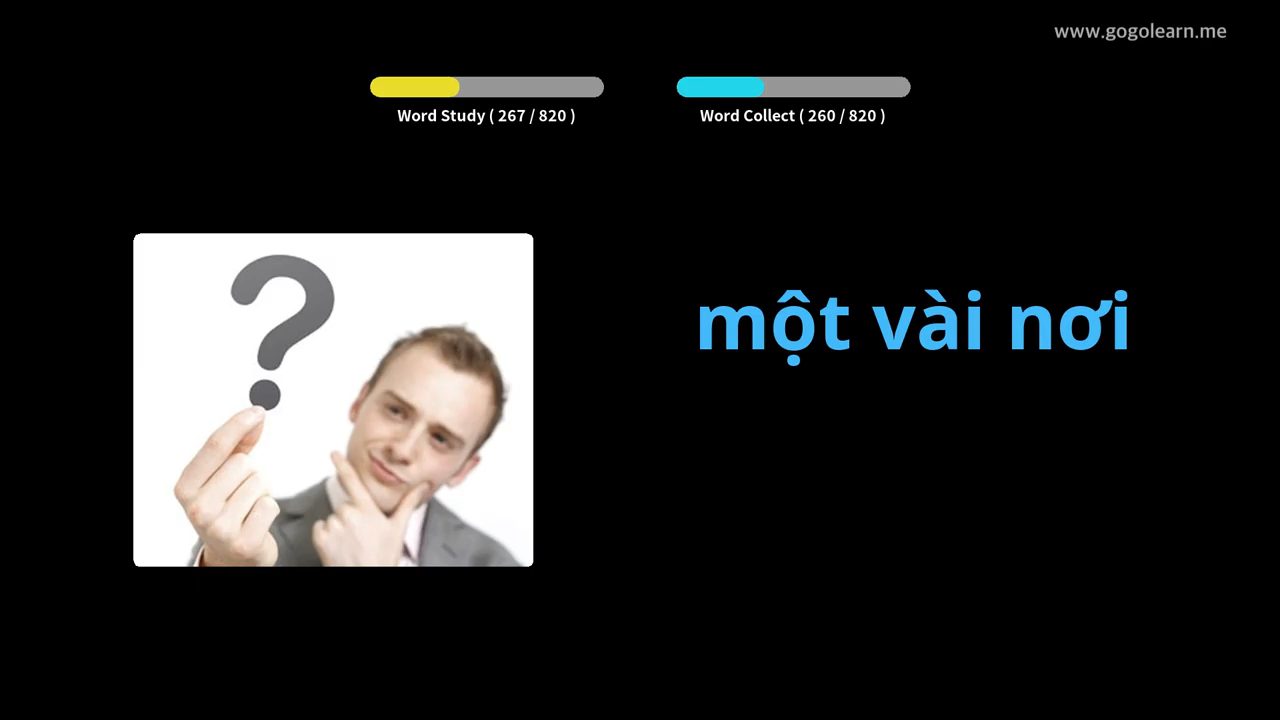 www.gogolearn.me
Word Study ( 267 / 820 )
Word Collect ( 260 / 820 )
?
một vài nơi